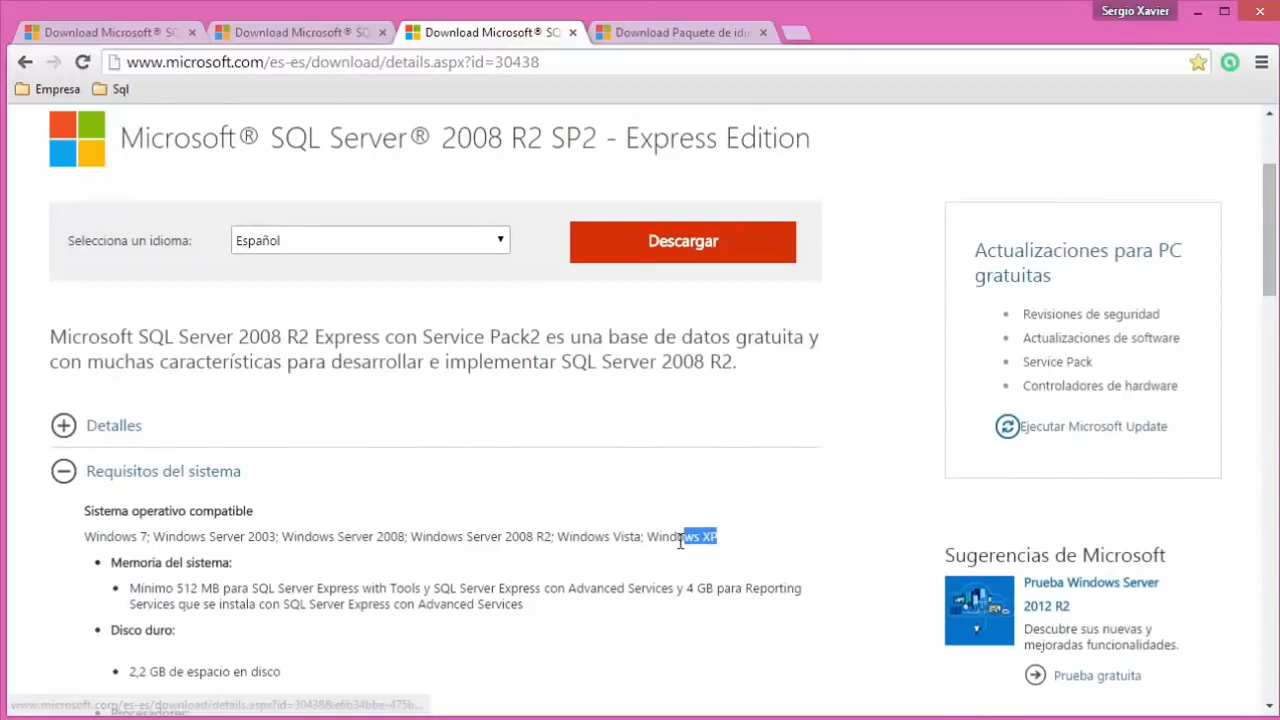 Sergio Xavier
Download Microsoft® SQ
Download Microsoft® SQ
Download Microsoft® SQ
Download Paquete de idi
www.microsoft.com/es-es/download/details.aspx?id=30438
Empresa
Sql
Microsoft® SQL Server® 2008 R2 SP2 - Express Edition
Selecciona un idioma:
Español
Descargar
Microsoft SQL Server 2008 R2 Express con Service Pack2 es una base de datos gratuita y
con muchas características para desarrollar e implementar SQL Server 2008 R2.
Detalles
Requisitos del sistema
Sistema operativo compatible
Windows 7; Windows Server 2003; Windows Server 2008; Windows Server 2008 R2; Windows Vista; Windows XP
• Memoria del sistema:
• Mínimo 512 MB para SQL Server Express with Tools y SQL Server Express con Advanced Services y 4 GB para Reporting
Services que se instala con SQL Server Express con Advanced Services
• Disco duro:
• 2,2 GB de espacio en disco
Actualizaciones para PC
gratuitas
• Revisiones de seguridad
• Actualizaciones de software
• Service Pack
• Controladores de hardware
Ejecutar Microsoft Update
Sugerencias de Microsoft
Prueba Windows Server
2012 R2
Descubre sus nuevas y
mejoradas funcionalidades.
Prueba gratuita